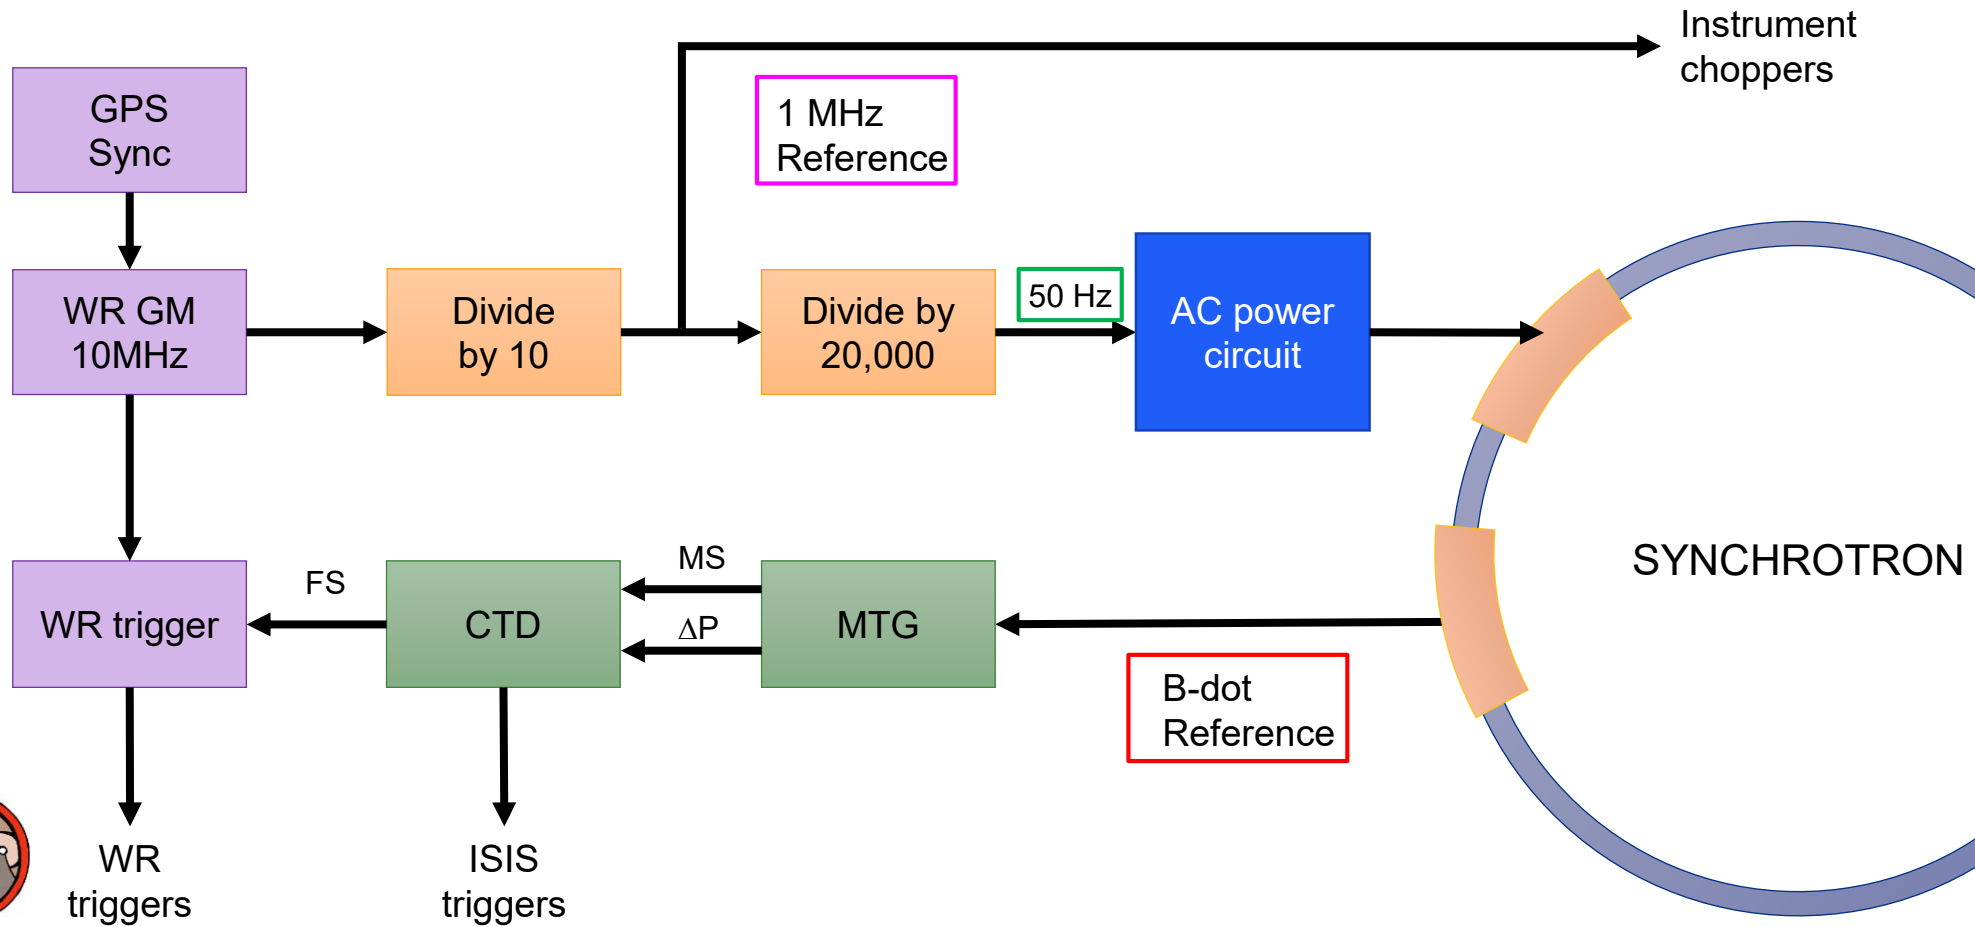 Instrument
choppers
GPS
Sync
1 MHz
Reference
WR GM
10MHz
Divide
by 10
Divide by
20,000
50 Hz
AC power
circuit
SYNCHROTRON
WR trigger
FS
CTD
MS
ΔP
MTG
B-dot
Reference
WR
triggers
ISIS
triggers